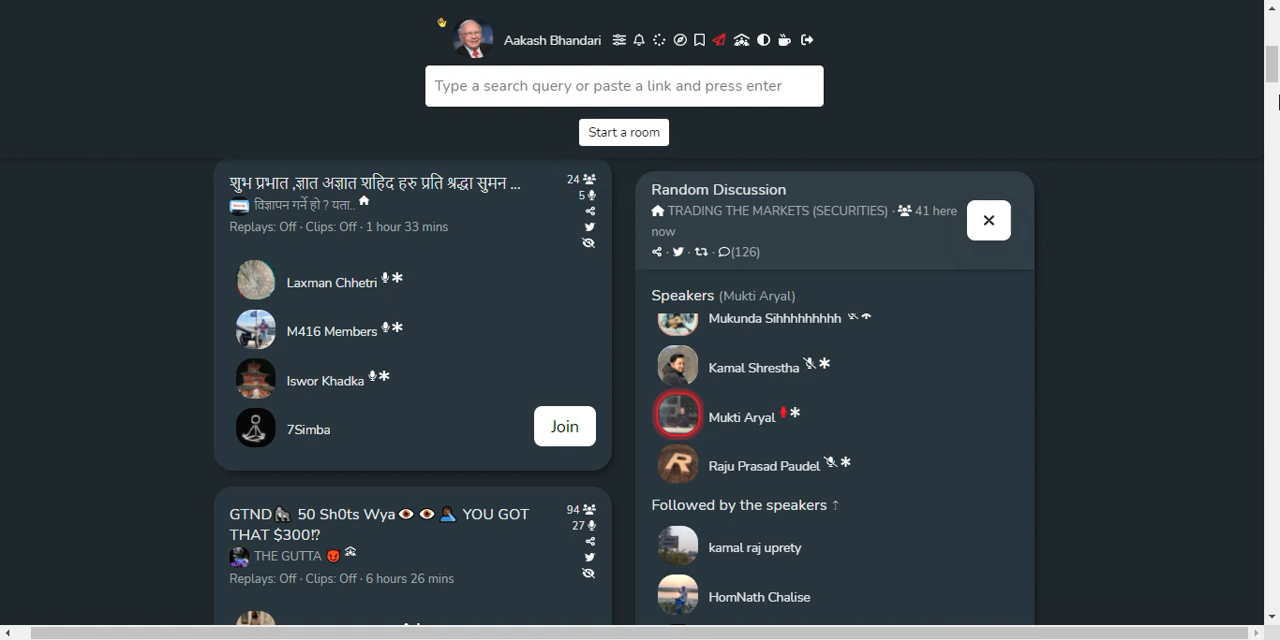 Aakash Bhandari
Type a search query or paste a link and press enter
Start a room
शुभ प्रभात ,ज्ञात अज्ञात शहिद हरु प्रति श्रद्धा सुमन ...
24
5
विज्ञापन गर्ने हो ? यता..
Replays: Off · Clips: Off · 1 hour 33 mins
Laxman Chhetri
M416 Members
Iswor Khadka
7Simba
Join
GTND🦍 50 Sh0ts Wya👁️ 👁️ 🤦🏿‍♂️ YOU GOT
THAT $300⁉
94
27
THE GUTTA 😈
Replays: Off · Clips: Off · 6 hours 26 mins
Random Discussion
TRADING THE MARKETS (SECURITIES) · 41 here
now
(126)
Speakers (Mukti Aryal)
Mukunda Sihhhhhhhhh
Kamal Shrestha
Mukti Aryal
Raju Prasad Paudel
R
Followed by the speakers ↑
kamal raj uprety
HomNath Chalise